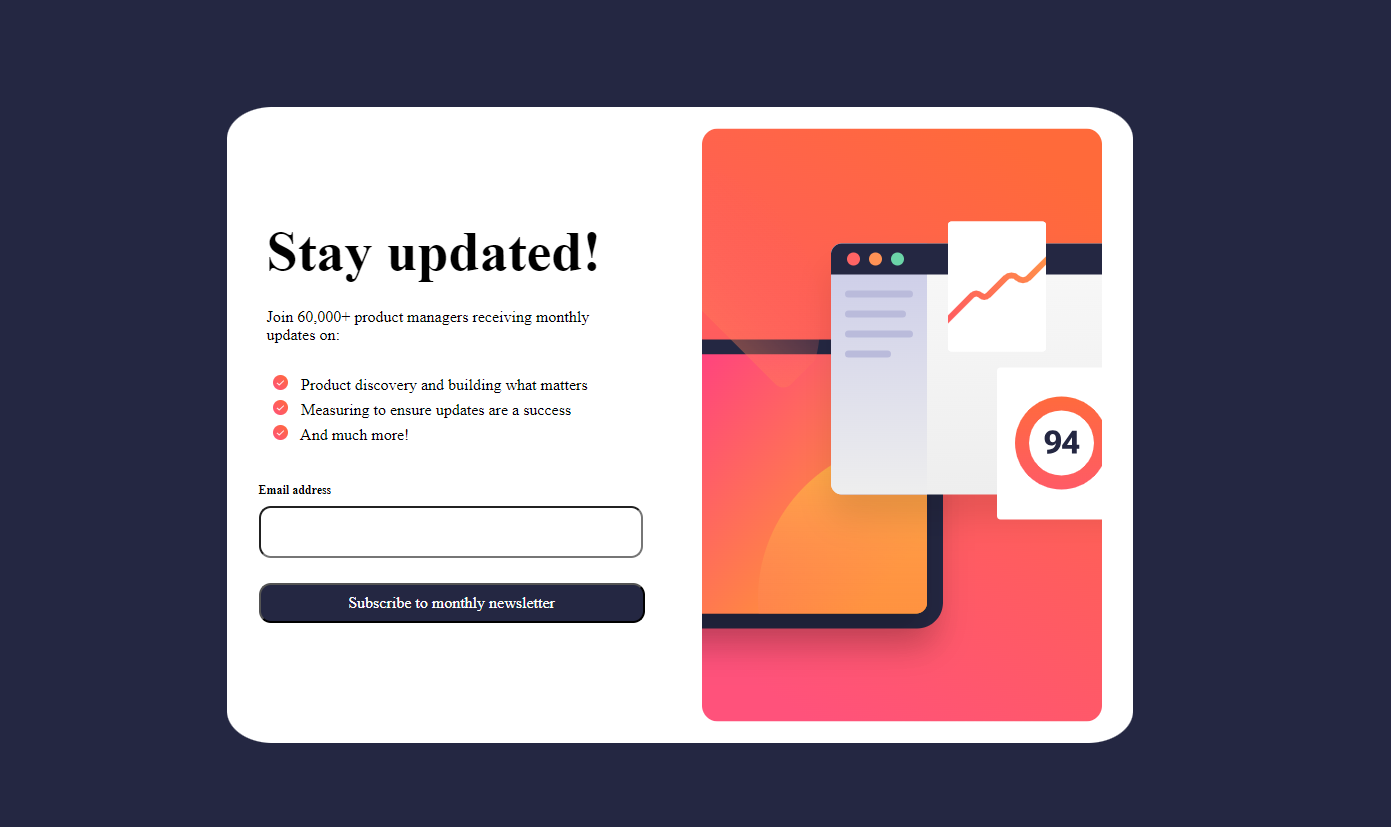 Stay updated!
Join 60,000+ product managers receiving monthly
updates on:
Product discovery and building what matters
Measuring to ensure updates are a success
And much more!
Email address
Subscribe to monthly newsletter
94